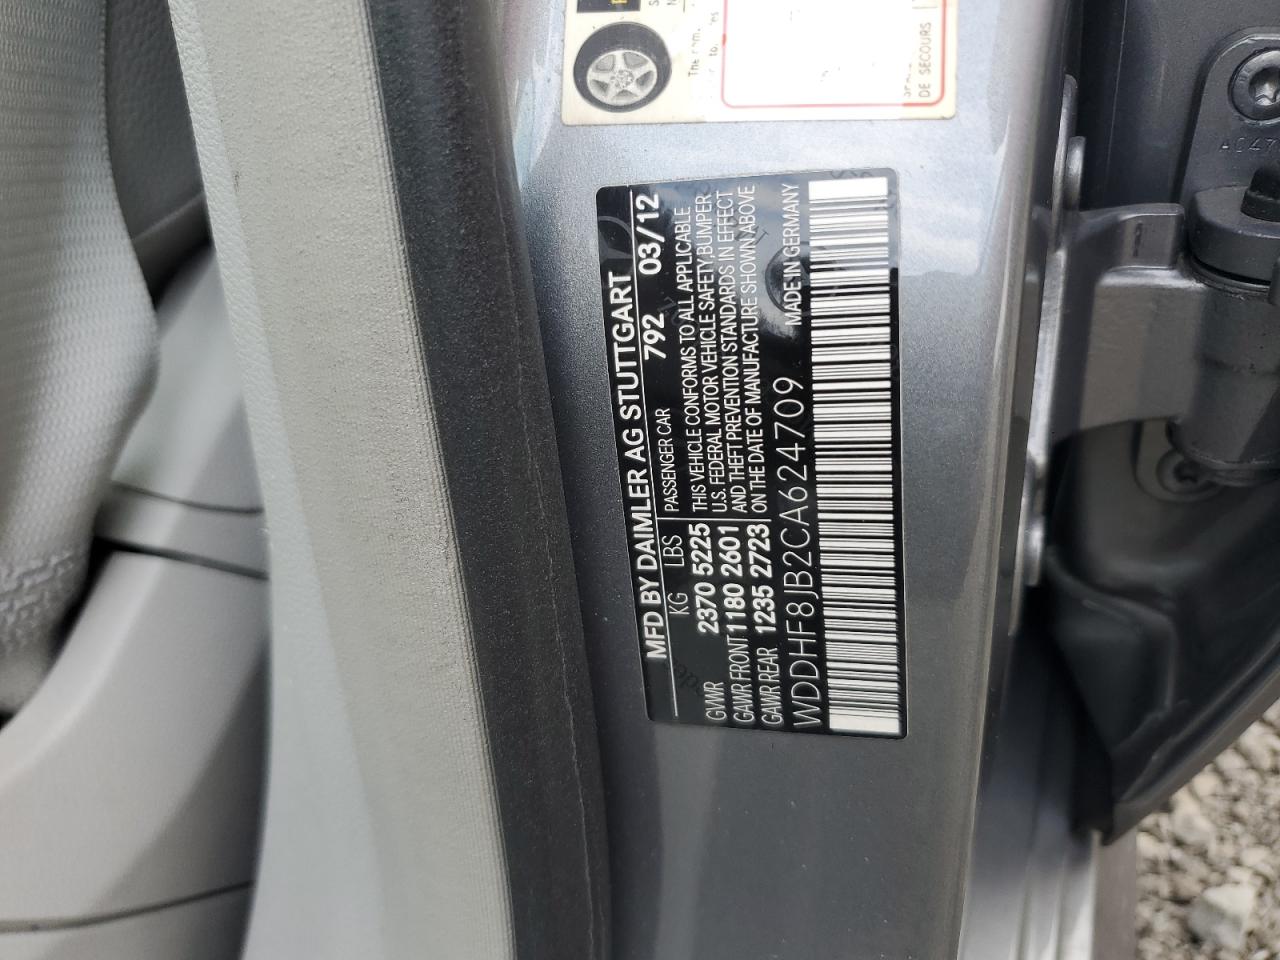 MFD BY DAIMLER AG STUTTGART
KG LBS 792 03/12
GVWR 2370 5225 PASSENGER CAR
GAWR FRONT 1180 2601
GAWR REAR 1235 2723
THIS VEHICLE CONFORMS TO ALL APPLICABLE
U.S. FEDERAL MOTOR VEHICLE SAFETY, BUMPER,
AND THEFT PREVENTION STANDARDS IN EFFECT
ON THE DATE OF MANUFACTURE SHOWN ABOVE
WDDHF8JB2CA624709 MADE IN GERMANY
The
DE SECOURS